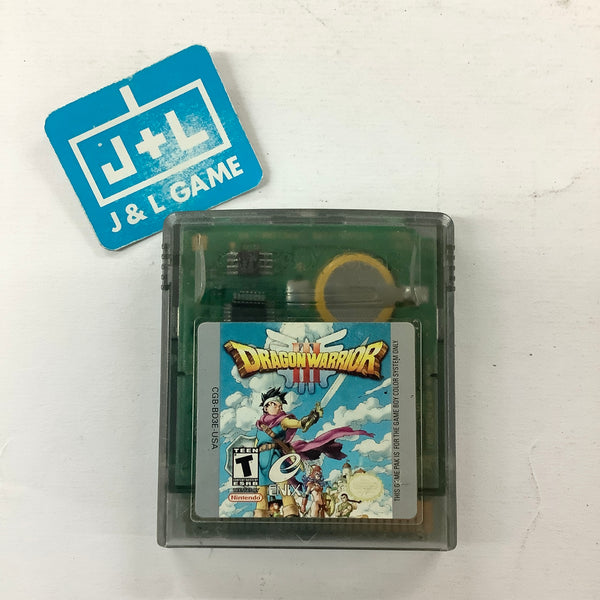 J+L
J & L GAME
DRAGON WARRIOR
III
CGB-BD3E-USA
THIS GAME PAK IS FOR THE GAME BOY COLOR SYSTEM ONLY
TEEN
T
ESRB
Nintendo
ENIX